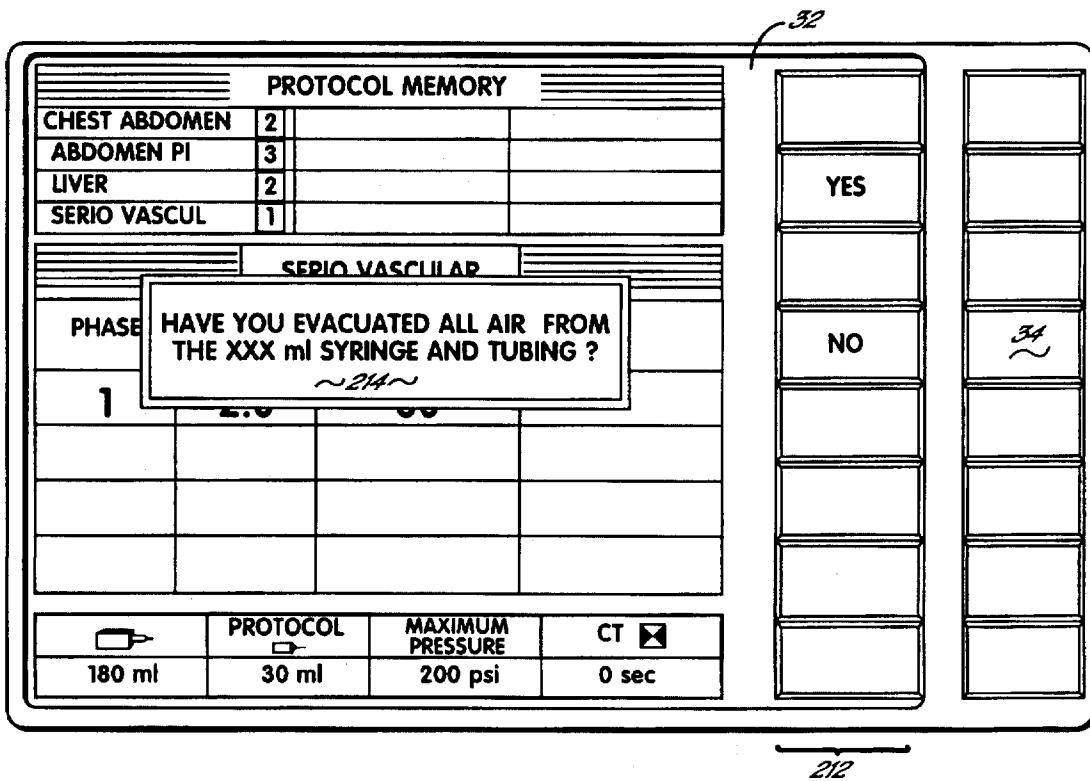 32
PROTOCOL MEMORY
CHEST ABDOMEN 2
ABDOMEN PI 3
LIVER 2
SERIO VASCUL 1
YES
SERIO VASCULAR
PHASE
HAVE YOU EVACUATED ALL AIR FROM
THE XXX ml SYRINGE AND TUBING ?
~214~
NO
34
1
PROTOCOL
MAXIMUM
PRESSURE
CT
180 ml
30 ml
200 psi
0 sec
212